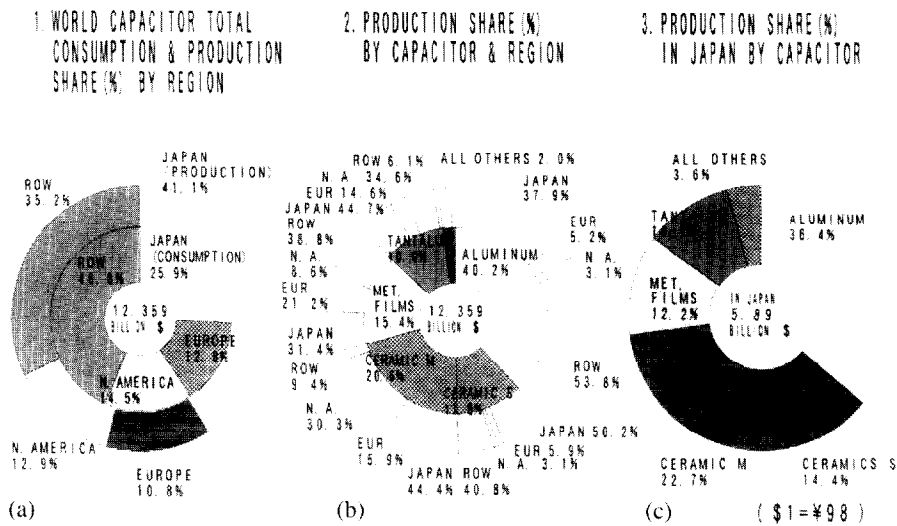 1. WORLD CAPACITOR TOTAL
CONSUMPTION & PRODUCTION
SHARE (%) BY REGION
2. PRODUCTION SHARE (%)
BY CAPACITOR & REGION
3. PRODUCTION SHARE (%)
IN JAPAN BY CAPACITOR
JAPAN
(PRODUCTION)
41. 1%
ROW
35. 2%
JAPAN
(CONSUMPTION)
25. 9%
ROW
12. 359
BILLION $
EUROPE
12. 8%
N. AMERICA
14. 5%
N. AMERICA
12. 9%
EUROPE
10. 8%
(a)
ROW 6. 1%
N. A. 34. 6%
EUR 14. 6%
JAPAN 44. 7%
ROW
38. 8%
N. A.
8. 6%
EUR
21. 2%
JAPAN
31. 4%
ROW
9. 4%
N. A.
30. 3%
EUR
15. 9%
JAPAN
44. 4%
ROW
40. 8%
N. A. 3. 1%
EUR 5. 9%
JAPAN 50. 2%
ROW
53. 8%
N. A.
3. 1%
EUR
5. 2%
JAPAN
37. 9%
ALL OTHERS 2. 0%
ALUMINUM
40. 2%
MET.
FILMS
15. 4%
12. 359
BILLION $
CERAMIC M
CERAMIC S
(b)
ALL OTHERS
3. 6%
ALUMINUM
36. 4%
MET.
FILMS
12. 2%
IN JAPAN
5. 89
BILLION $
CERAMIC M
22. 7%
CERAMICS S
14. 4%
(c)
( $1=¥98 )